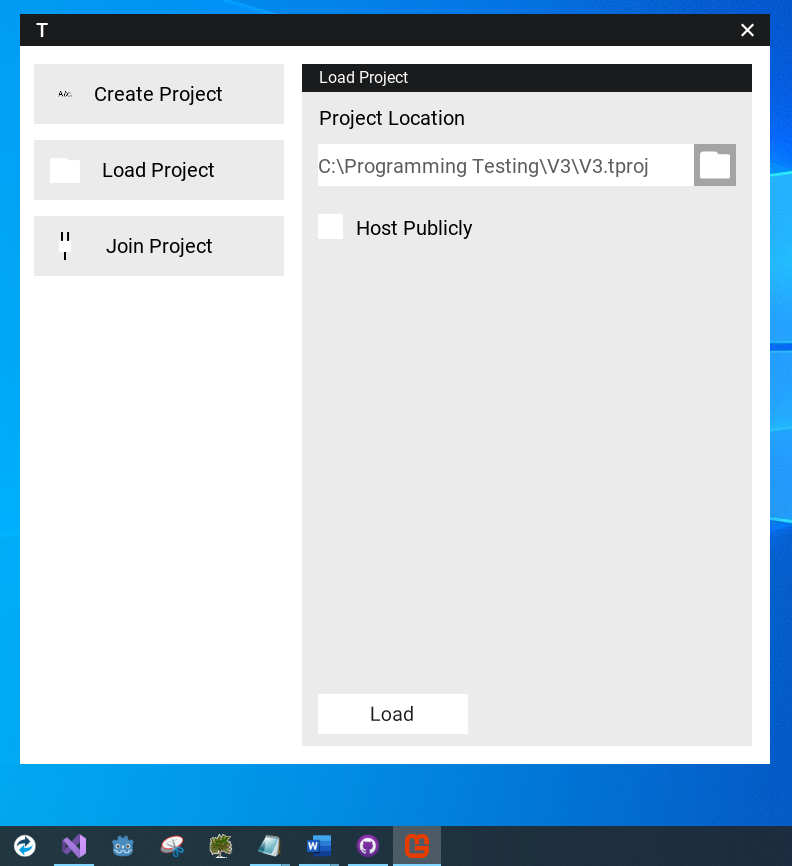 T
Create Project
Load Project
Join Project
Load Project
Project Location
C:\Programming Testing\V3\V3.tproj
Host Publicly
Load